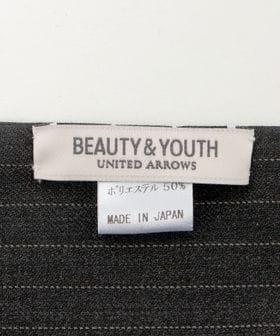 BEAUTY & YOUTH
UNITED ARROWS
ポリエステル 50%
MADE IN JAPAN